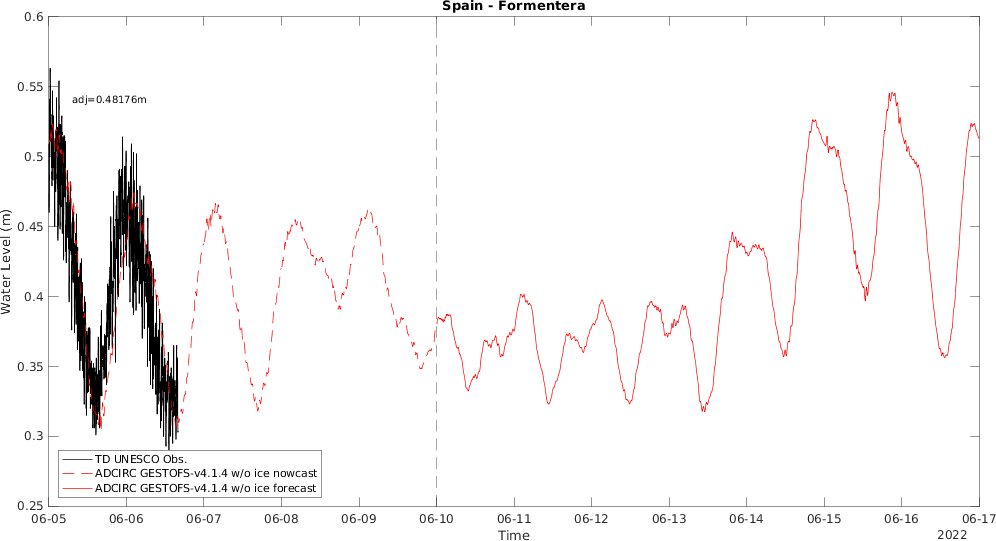 Spain - Formentera
0.6
0.55
adj=0.48176m
0.5
0.45
0.4
0.35
0.3
0.25
Water Level (m)
TD UNESCO Obs.
ADCIRC GESTOFS-v4.1.4 w/o ice nowcast
ADCIRC GESTOFS-v4.1.4 w/o ice forecast
06-05 06-06 06-07 06-08 06-09 06-10 06-11 06-12 06-13 06-14 06-15 06-16 06-17
Time
2022